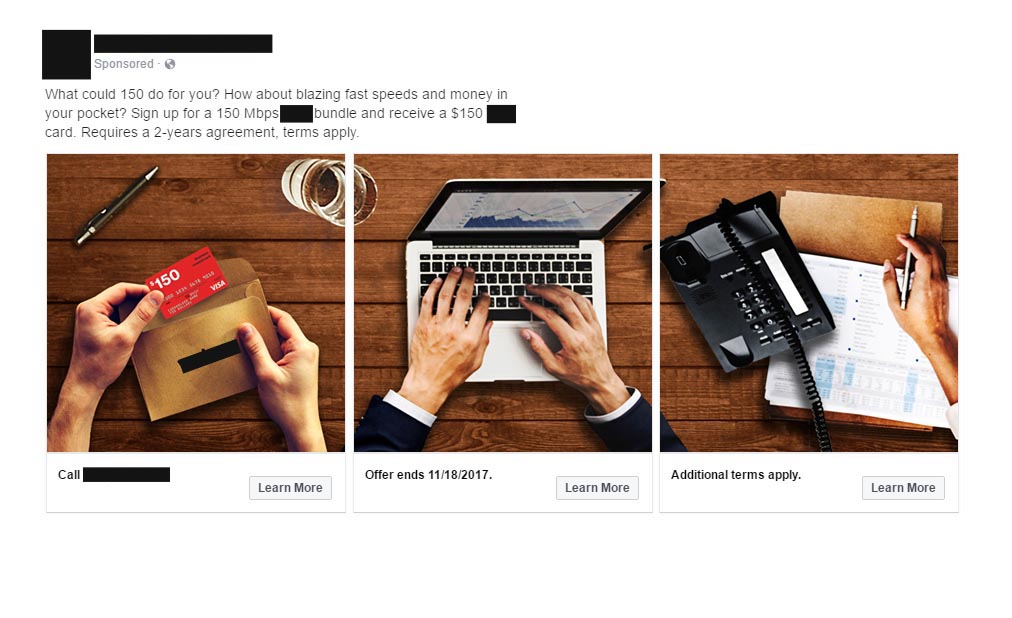 Sponsored ·
What could 150 do for you? How about blazing fast speeds and money in
your pocket? Sign up for a 150 Mbps bundle and receive a $150
card. Requires a 2-years agreement, terms apply.
$150
VISA
Call
Learn More
Offer ends 11/18/2017.
Learn More
Additional terms apply.
Learn More